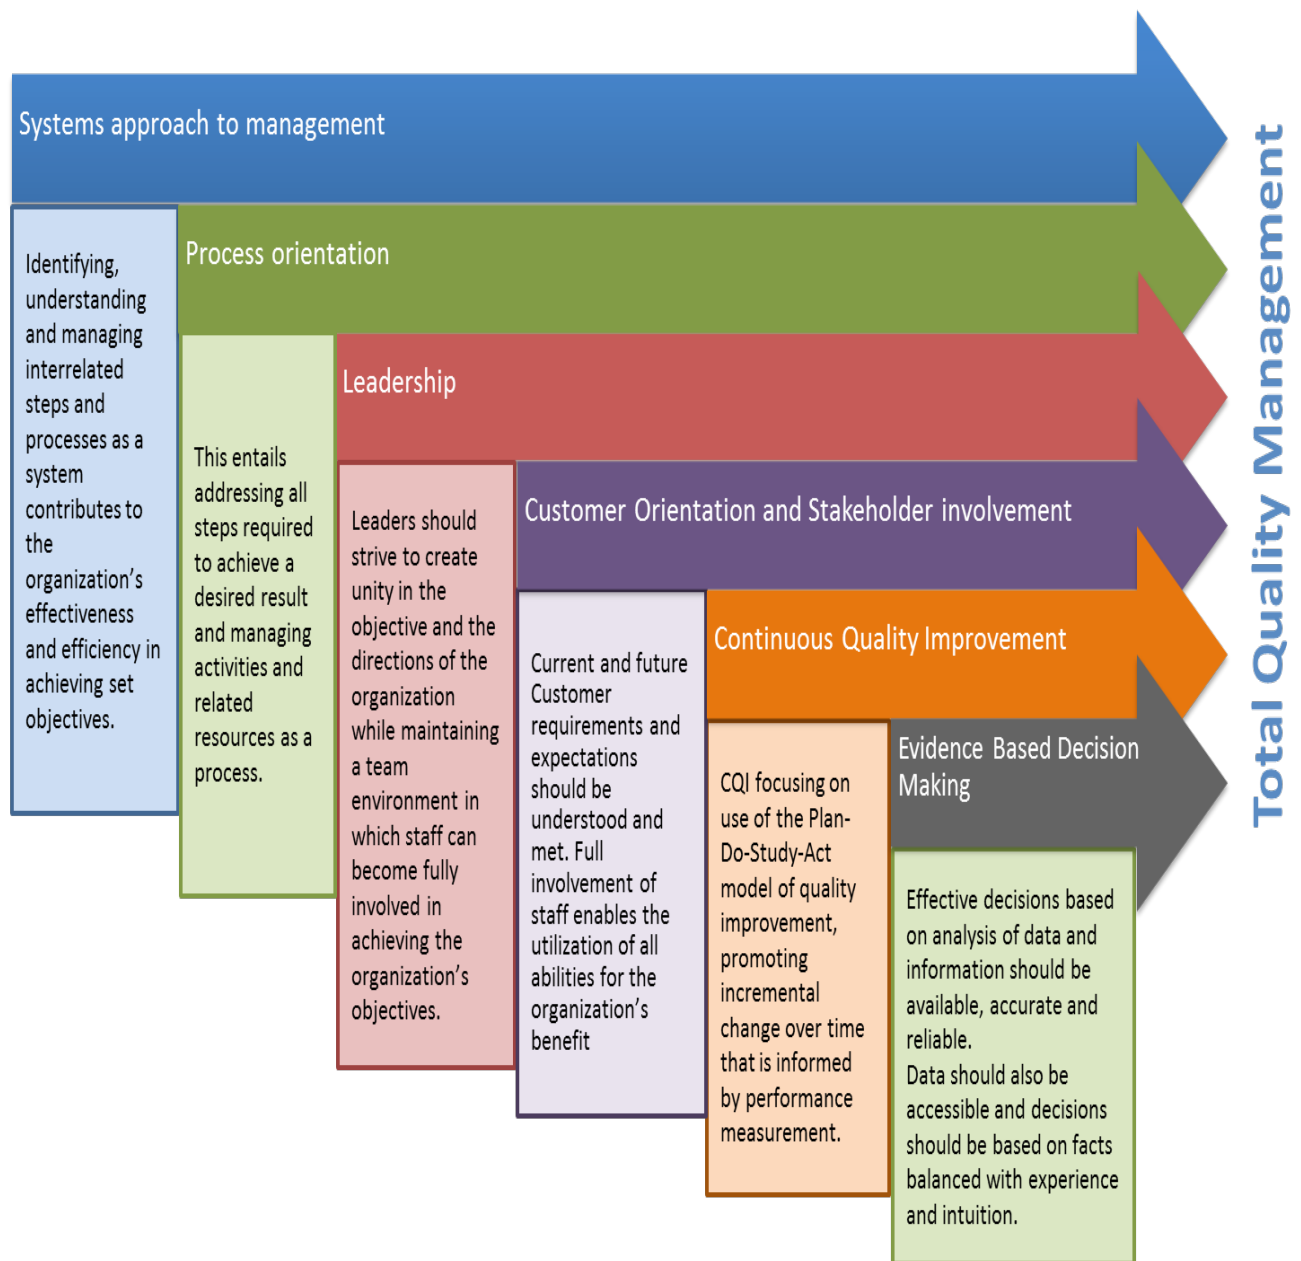 Systems approach to management
Identifying,
understanding
and managing
interrelated
steps and
processes as a
system
contributes to
the
organization’s
effectiveness
and efficiency in
achieving set
objectives.
Process orientation
This entails
addressing all
steps required
to achieve a
desired result
and managing
activities and
related
resources as a
process.
Leadership
Leaders should
strive to create
unity in the
objective and the
directions of the
organization
while maintaining
a team
environment in
which staff can
become fully
involved in
achieving the
organization’s
objectives.
Customer Orientation and Stakeholder involvement
Current and future
Customer
requirements and
expectations
should be
understood and
met. Full
involvement of
staff enables the
utilization of all
abilities for the
organization’s
benefit
Continuous Quality Improvement
CQI focusing on
use of the Plan-
Do-Study-Act
model of quality
improvement,
promoting
incremental
change over time
that is informed
by performance
measurement.
Evidence Based Decision
Making
Effective decisions based
on analysis of data and
information should be
available, accurate and
reliable.
Data should also be
accessible and decisions
should be based on facts
balanced with experience
and intuition.
Total Quality Management